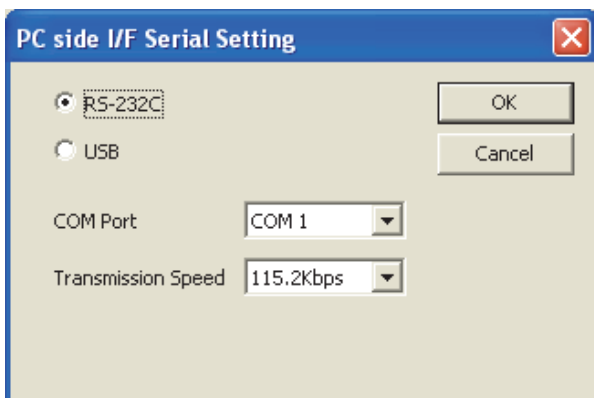 PC side I/F Serial Setting
RS-232C
OK
USB
Cancel
COM Port
COM 1
Transmission Speed
115.2Kbps